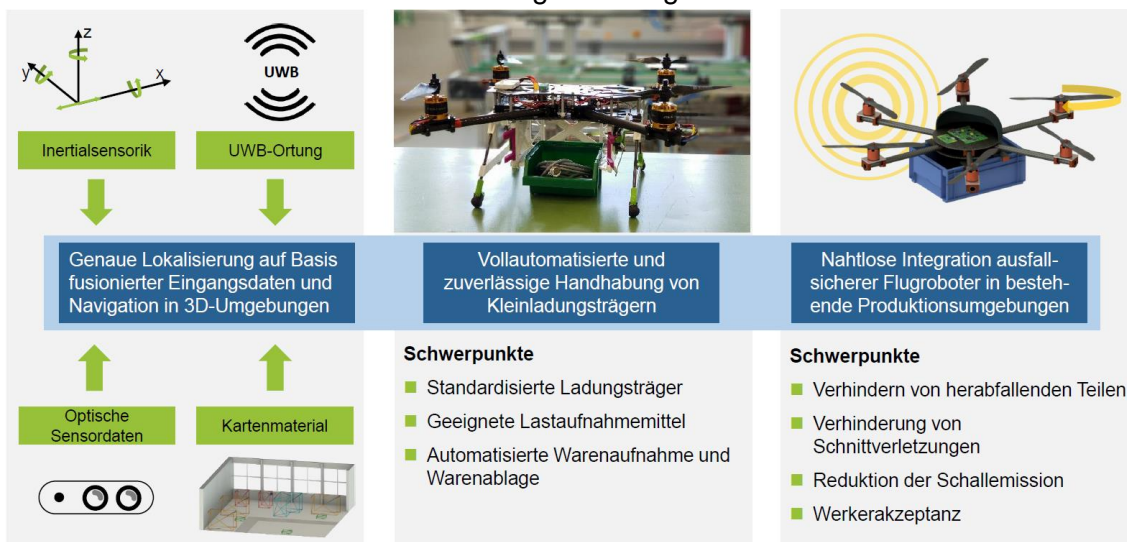 z
y
x
UWB
Inertialsensorik
UWB-Ortung
Genaue Lokalisierung auf Basis
fusionierter Eingangsdaten und
Navigation in 3D-Umgebungen
Optische
Sensordaten
Kartenmaterial
Vollautomatisierte und
zuverlässige Handhabung von
Kleinladungsträgern
Schwerpunkte
Standardisierte Ladungsträger
Geeignete Lastaufnahmemittel
Automatisierte Warenaufnahme und
Warenablage
Nahtlose Integration ausfall-
sicherer Flugroboter in besteh-
ende Produktionsumgebungen
Schwerpunkte
Verhindern von herabfallenden Teilen
Verhinderung von
Schnittverletzungen
Reduktion der Schallemission
Werkerakzeptanz